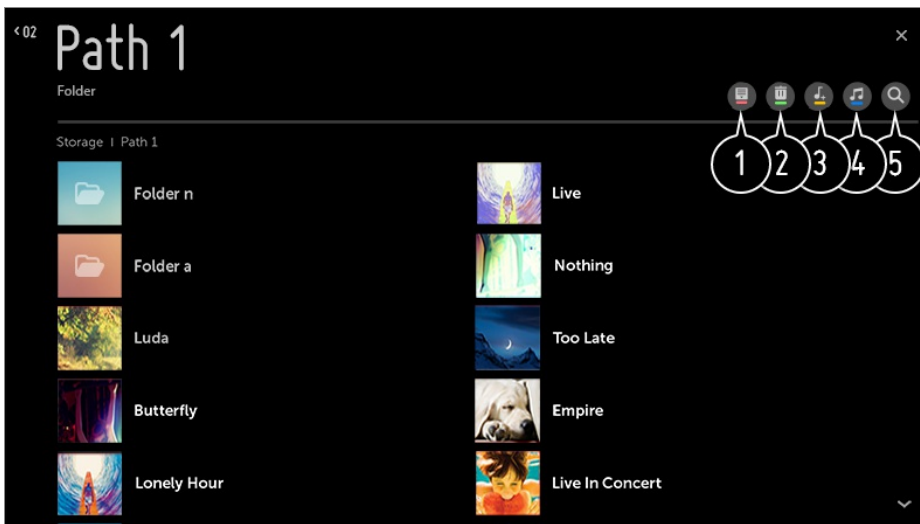 <02
Path 1
Folder
1 2 3 4 5
Storage | Path 1
Folder n
Live
Folder a
Nothing
Luda
Too Late
Butterfly
Empire
Lonely Hour
Live In Concert